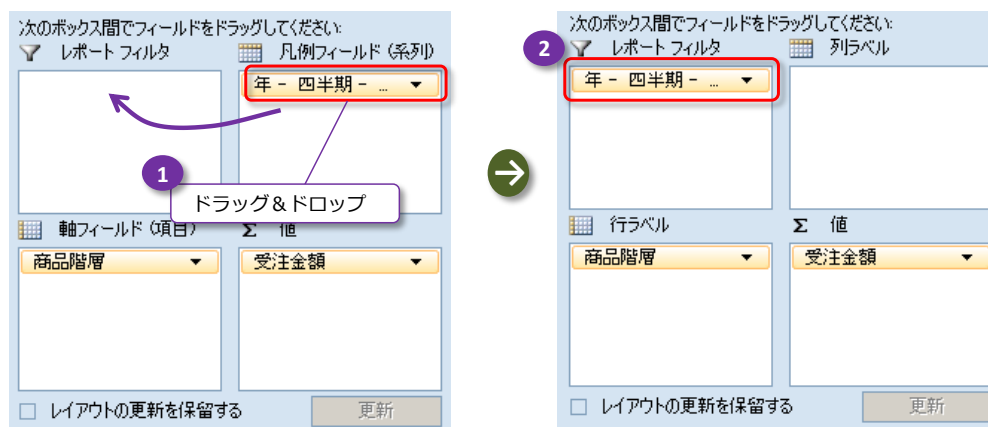 次のボックス間でフィールドをドラッグしてください:
レポート フィルタ
凡例フィールド (系列)
年 - 四半期 - ...
1
ドラッグ＆ドロップ
軸フィールド (項目)
Σ 値
商品階層
受注金額
レイアウトの更新を保留する
更新
次のボックス間でフィールドをドラッグしてください:
2
レポート フィルタ
列ラベル
年 - 四半期 - ...
行ラベル
Σ 値
商品階層
受注金額
レイアウトの更新を保留する
更新